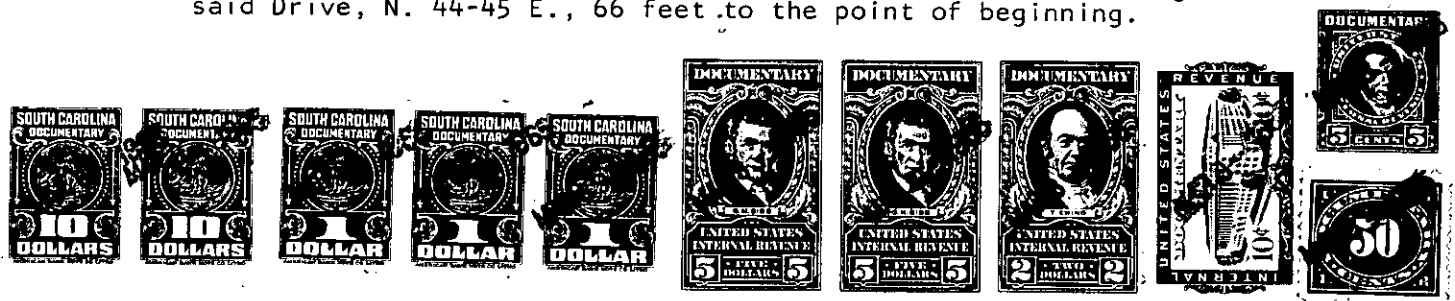 said Drive, N. 44-45 E., 66 feet to the point of beginning.
SOUTH CAROLINA
DOCUMENTARY
10
DOLLARS
SOUTH CAROLINA
10
DOLLARS
SOUTH CAROLINA
DOCUMENTARY
1
DOLLAR
SOUTH CAROLINA
DOCUMENTARY
1
DOLLAR
SOUTH CAROLINA
DOCUMENTARY
1
DOLLAR
DOCUMENTARY
UNITED STATES
INTERNAL REVENUE
5 FIVE DOLLARS 5
DOCUMENTARY
UNITED STATES
INTERNAL REVENUE
5 FIVE DOLLARS 5
DOCUMENTARY
UNITED STATES
INTERNAL REVENUE
2 TWO DOLLARS 2
UNITED STATES
INTERNAL
REVENUE
DOCUMENTARY
10¢
DOCUMENTARY
5 CENTS 5
50